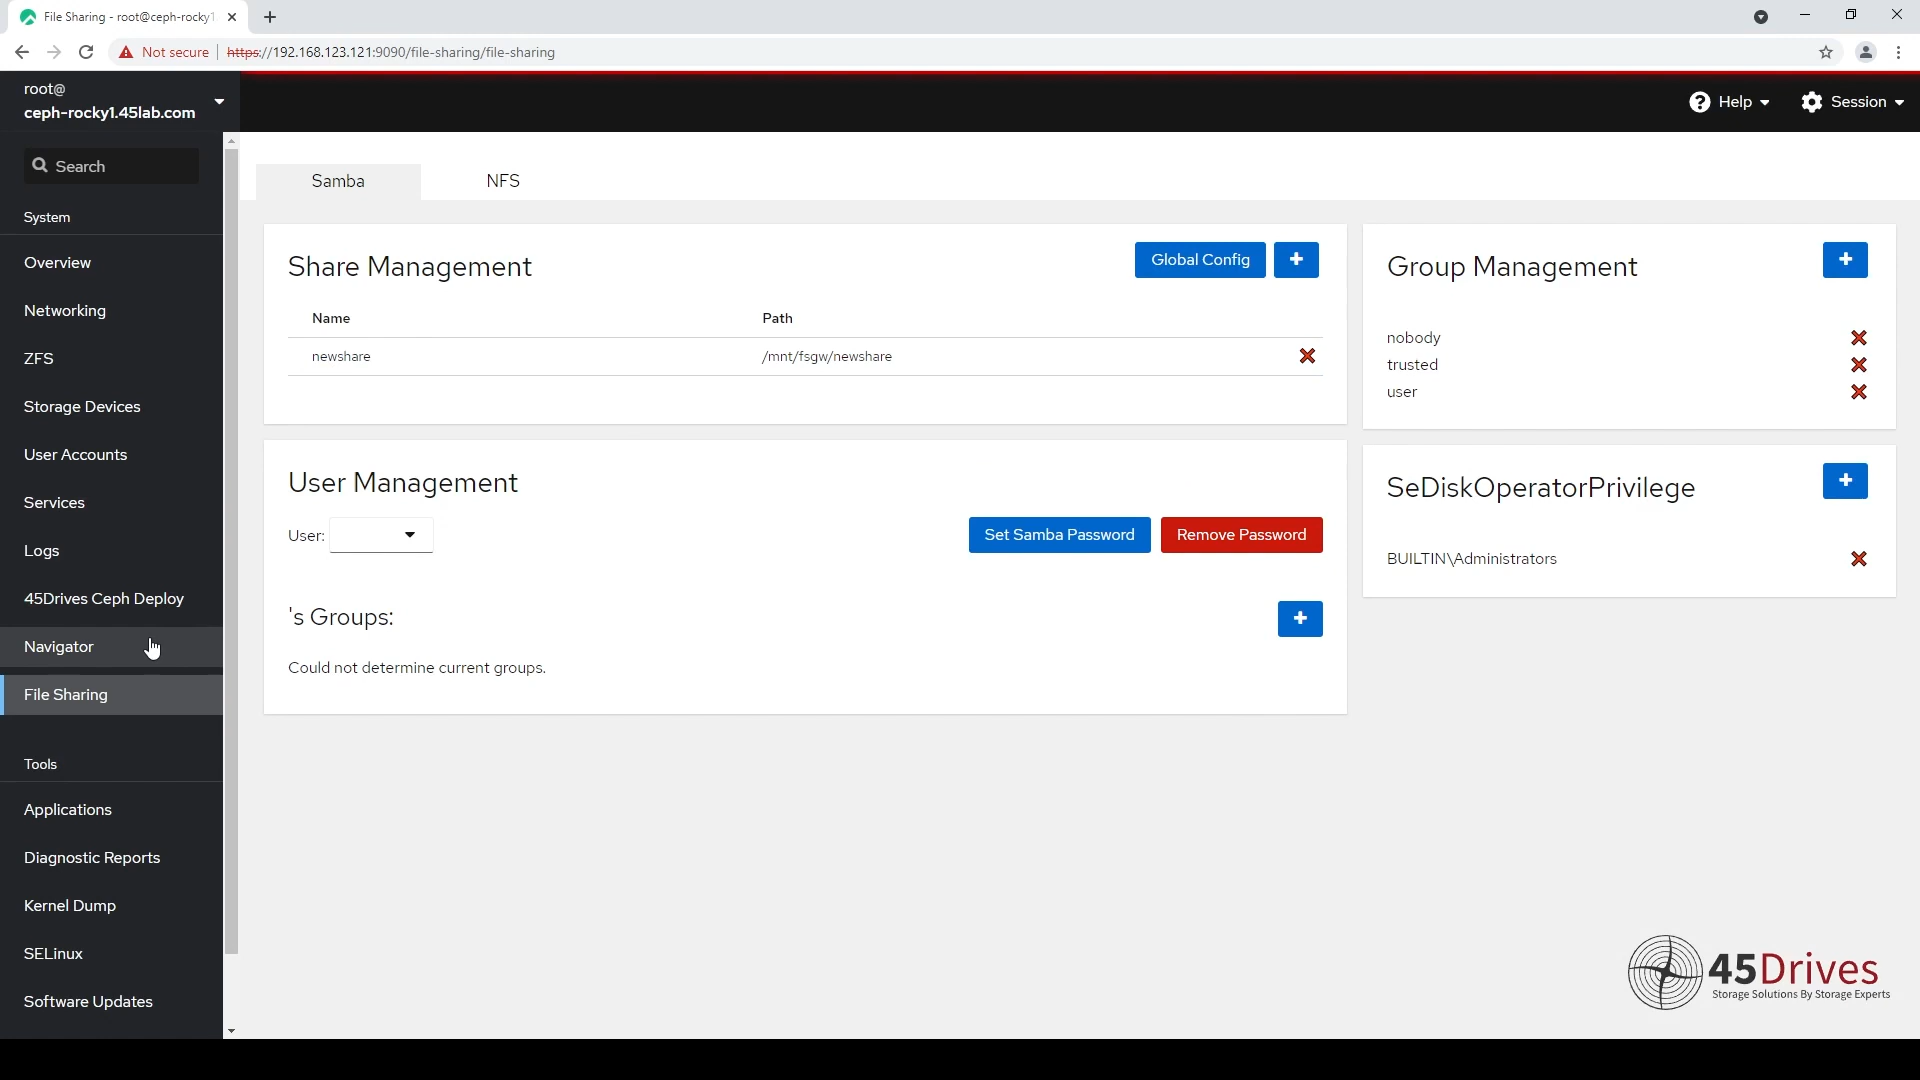 File Sharing - root@ceph-rocky1
Not secure
https://192.168.123.121:9090/file-sharing/file-sharing
root@
ceph-rocky1.45lab.com
Help
Session
Search
System
Overview
Networking
ZFS
Storage Devices
User Accounts
Services
Logs
45Drives Ceph Deploy
Navigator
File Sharing
Tools
Applications
Diagnostic Reports
Kernel Dump
SELinux
Software Updates
Samba
NFS
Share Management
Global Config
Name
Path
newshare
/mnt/fsgw/newshare
User Management
User:
Set Samba Password
Remove Password
's Groups:
Could not determine current groups.
Group Management
nobody
trusted
user
SeDiskOperatorPrivilege
BUILTIN\Administrators
45Drives
Storage Solutions By Storage Experts